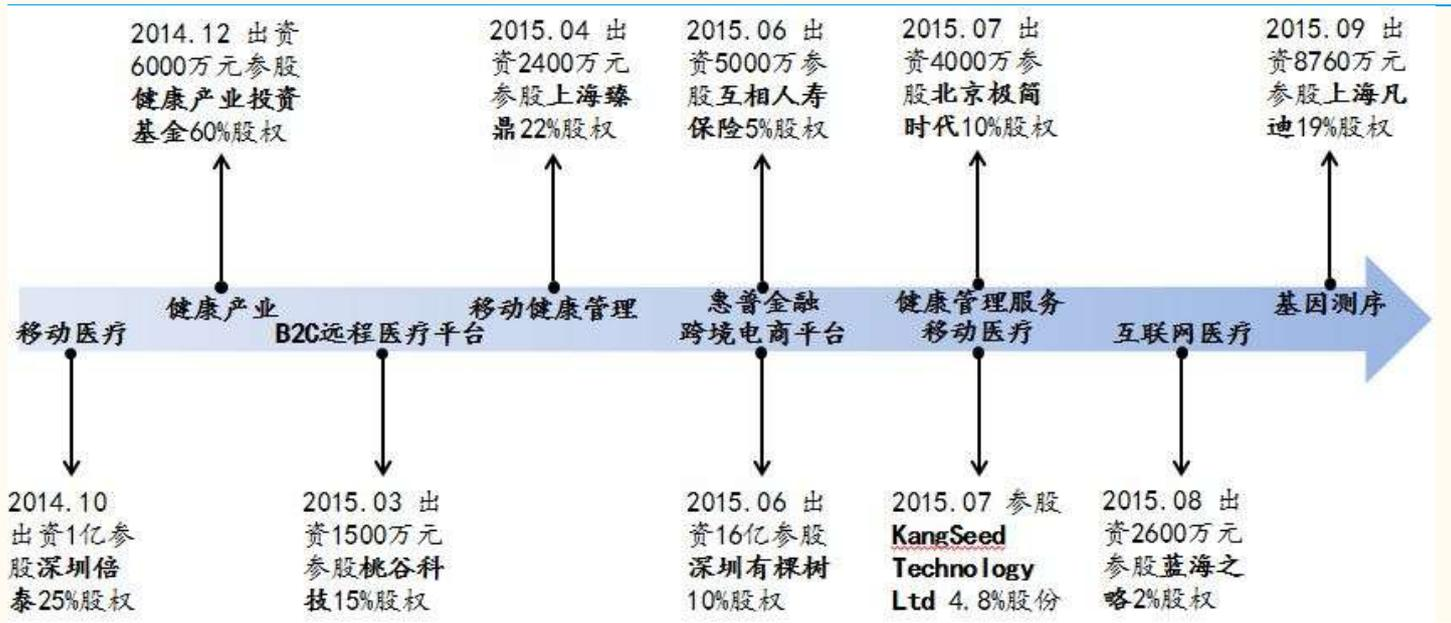 2014.12 出资
6000万元参股
健康产业投资
基金60%股权
2015.04 出
资2400万元
参股上海臻
鼎22%股权
2015.06 出
资5000万参
股互相人寿
保险5%股权
2015.07 出
资4000万参
股北京极简
时代10%股权
2015.09 出
资8760万元
参股上海凡
迪19%股权
移动医疗
健康产业
B2C远程医疗平台
移动健康管理
惠普金融
跨境电商平台
健康管理服务
移动医疗
互联网医疗
基因测序
2014.10
出资1亿参
股深圳倍
泰25%股权
2015.03 出
资1500万元
参股桃谷科
技15%股权
2015.06 出
资16亿参股
深圳有棵树
10%股权
2015.07 参股
KangSeed
Technology
Ltd 4.8%股份
2015.08 出
资2600万元
参股蓝海之
略2%股权